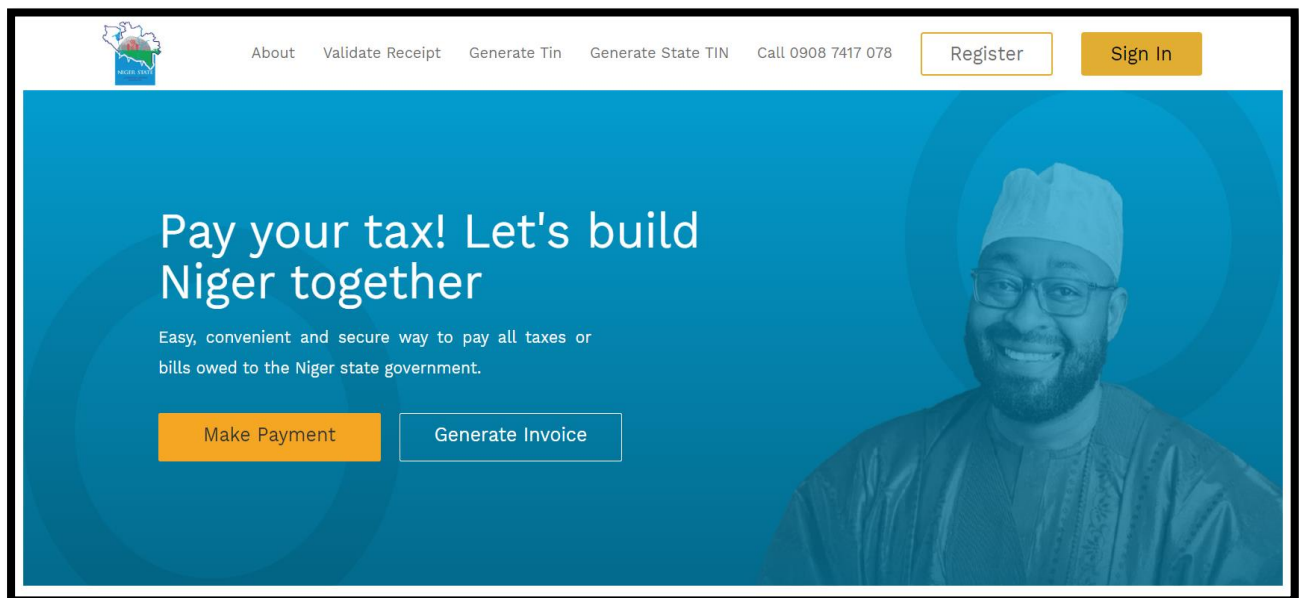 NIGER STATE
About
Validate Receipt
Generate Tin
Generate State TIN
Call 0908 7417 078
Register
Sign In
Pay your tax! Let's build
Niger together
Easy, convenient and secure way to pay all taxes or
bills owed to the Niger state government.
Make Payment
Generate Invoice